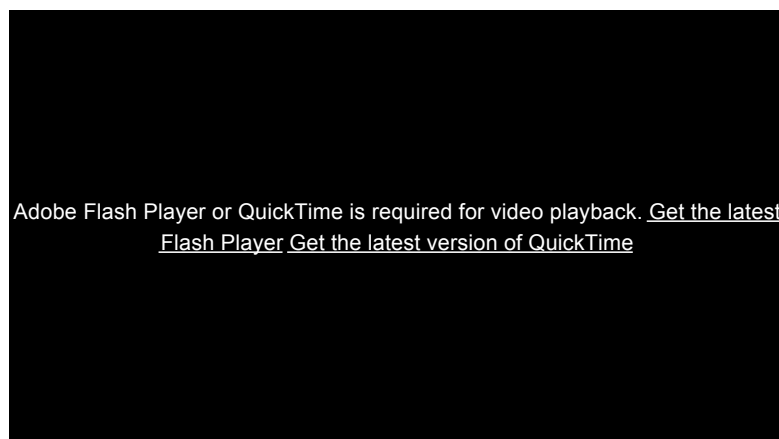 Adobe Flash Player or QuickTime is required for video playback. Get the latest
Flash Player Get the latest version of QuickTime